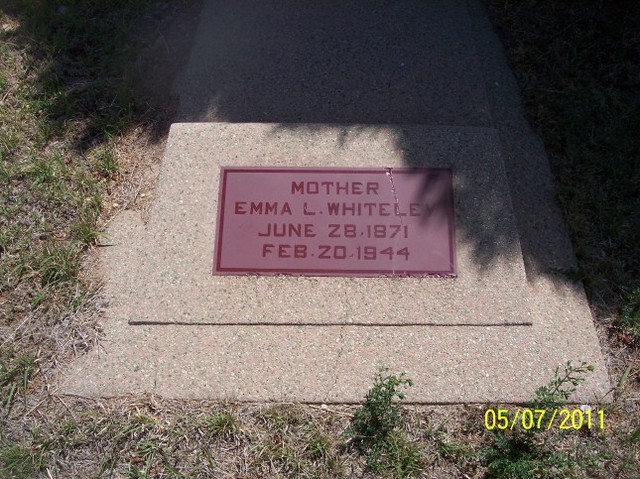 MOTHER
EMMA L. WHITELEY
JUNE 28.1871
FEB.20.1944
05/07/2011